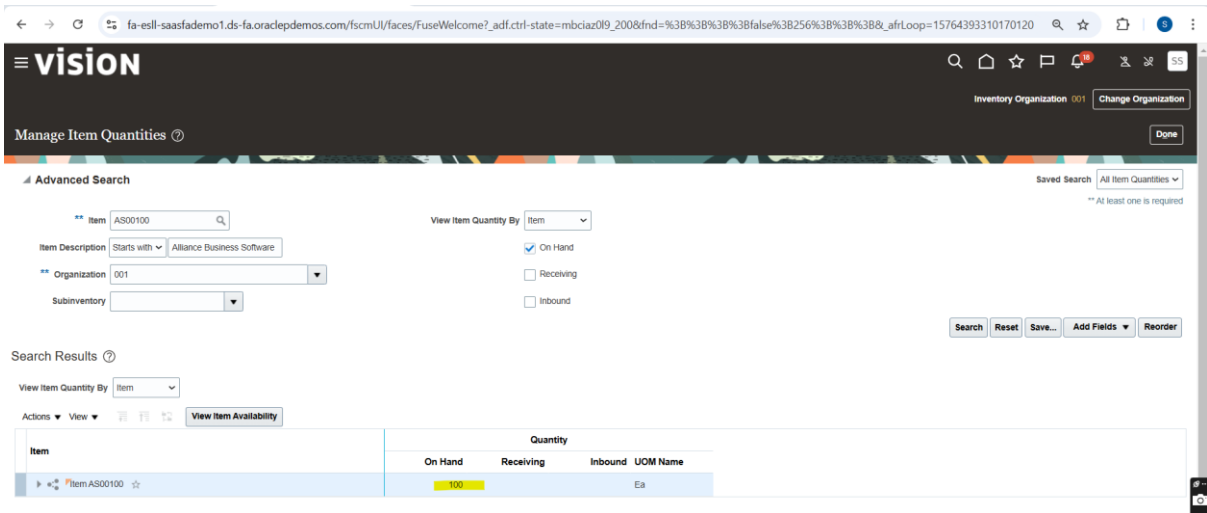 fa-esll-saasfademo1.ds-fa.oraclepdemos.com/fscmUI/faces/FuseWelcome?_adf.ctrl-state=mbciaz0l9_200&fnd=%3B%3B%3B%3Bfalse%3B256%3B%3B%3B&_afrLoop=15764393310170120 S
vision 18 SS
Inventory Organization 001 Change Organization
Manage Item Quantities Done
Advanced Search Saved Search All Item Quantities
** At least one is required
** Item AS00100 View Item Quantity By Item
Item Description Starts with Alliance Business Software On Hand
** Organization 001 Receiving
Subinventory Inbound
Search Reset Save... Add Fields Reorder
Search Results
View Item Quantity By Item
Actions View View Item Availability
Quantity
Item
On Hand Receiving Inbound UOM Name
Item AS00100 100 Ea